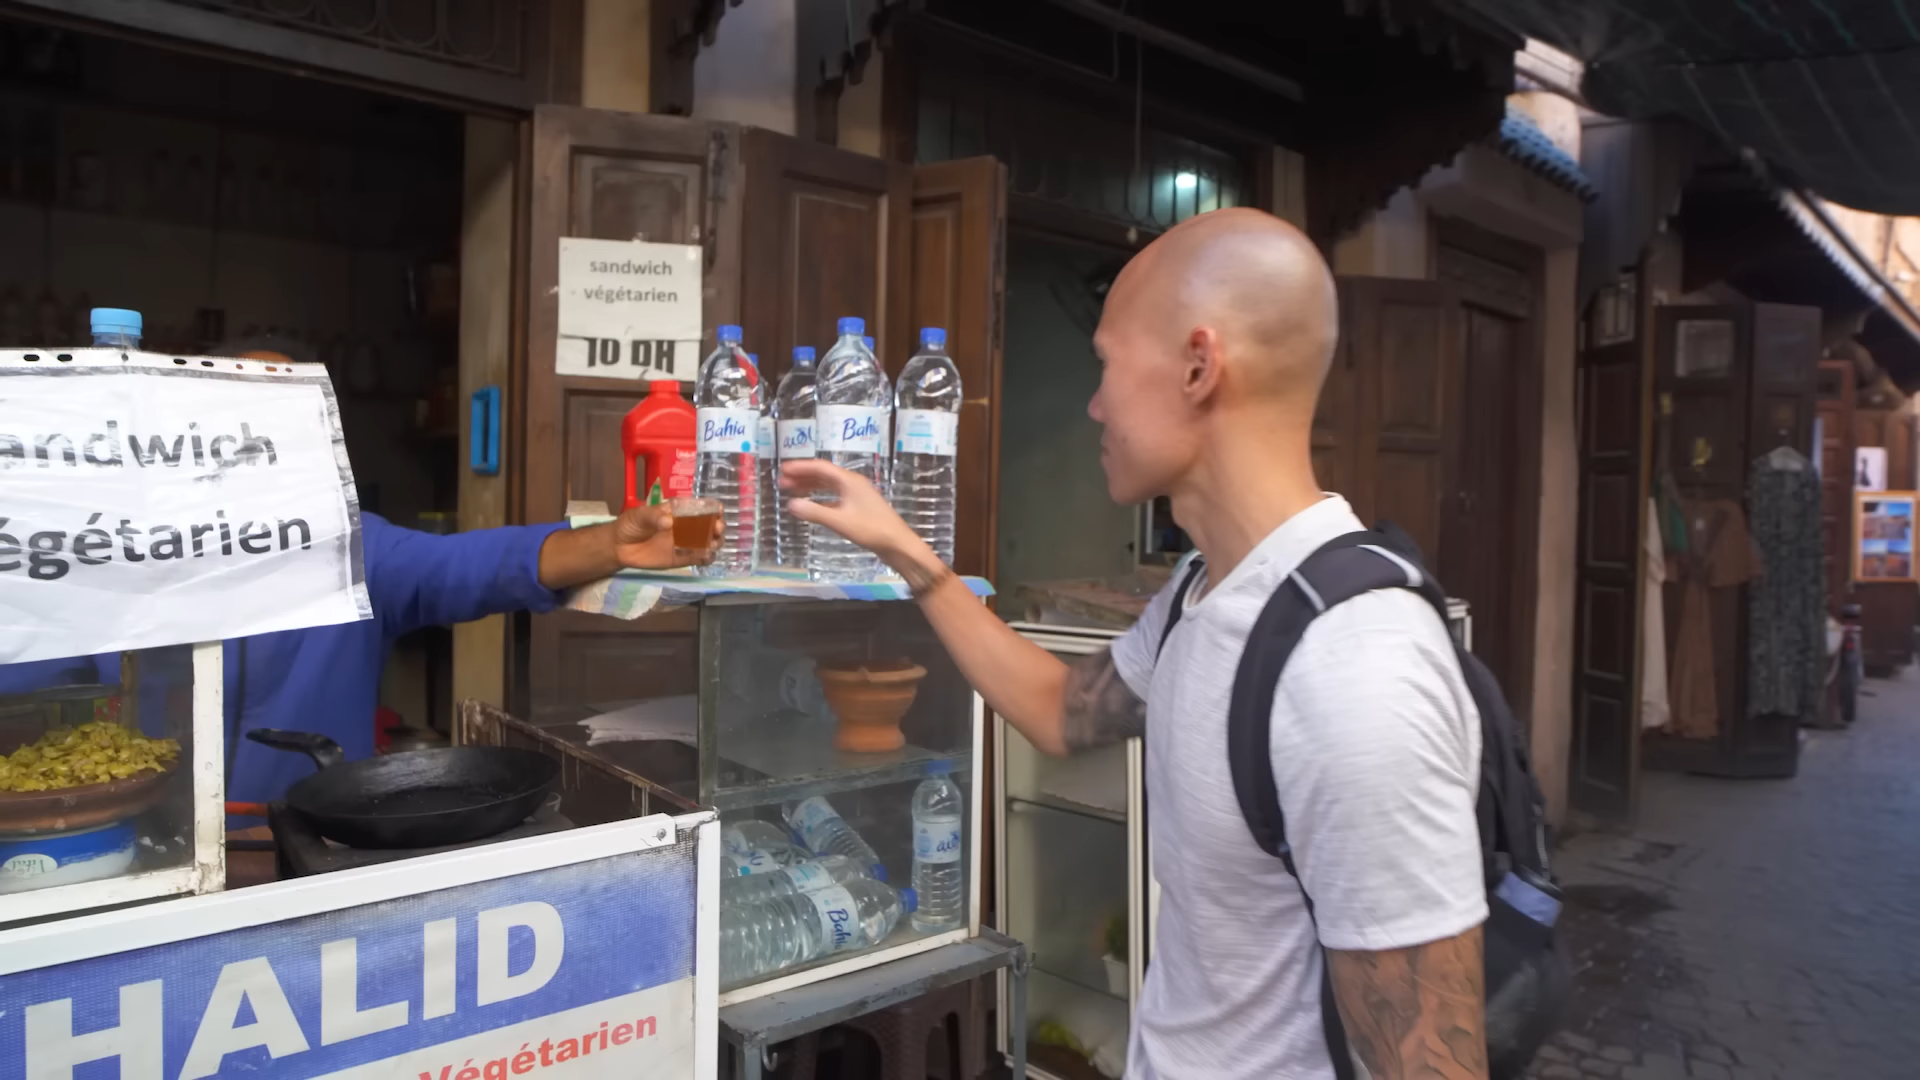 sandwich
végétarien
10 DH
andwich
égétarien
Bahia
Bahia
Bahia
HALID
Végétarien